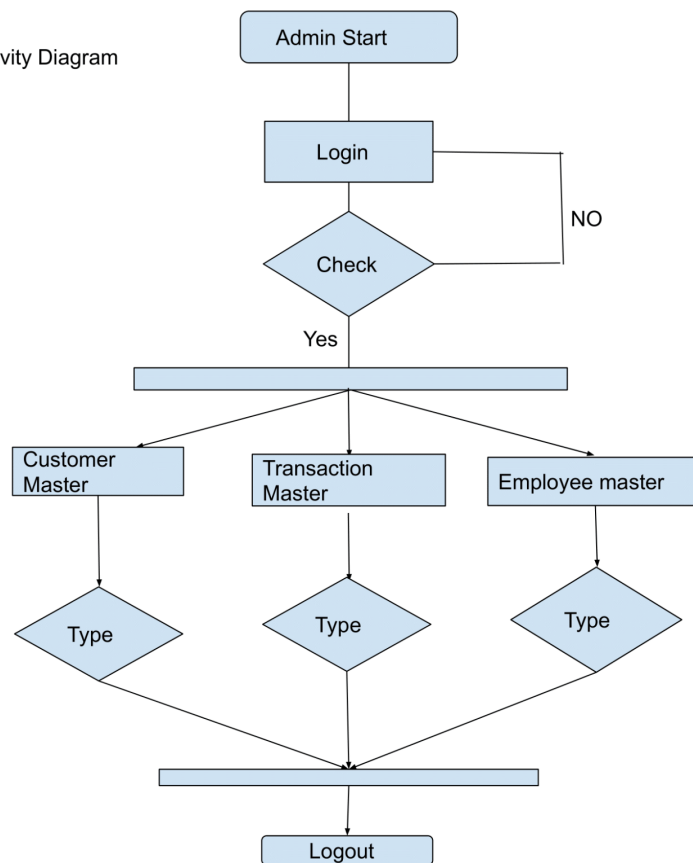 Admin Start
vity Diagram
Login
NO
Check
Yes
Customer
Master
Transaction
Master
Employee master
Type
Type
Type
Logout